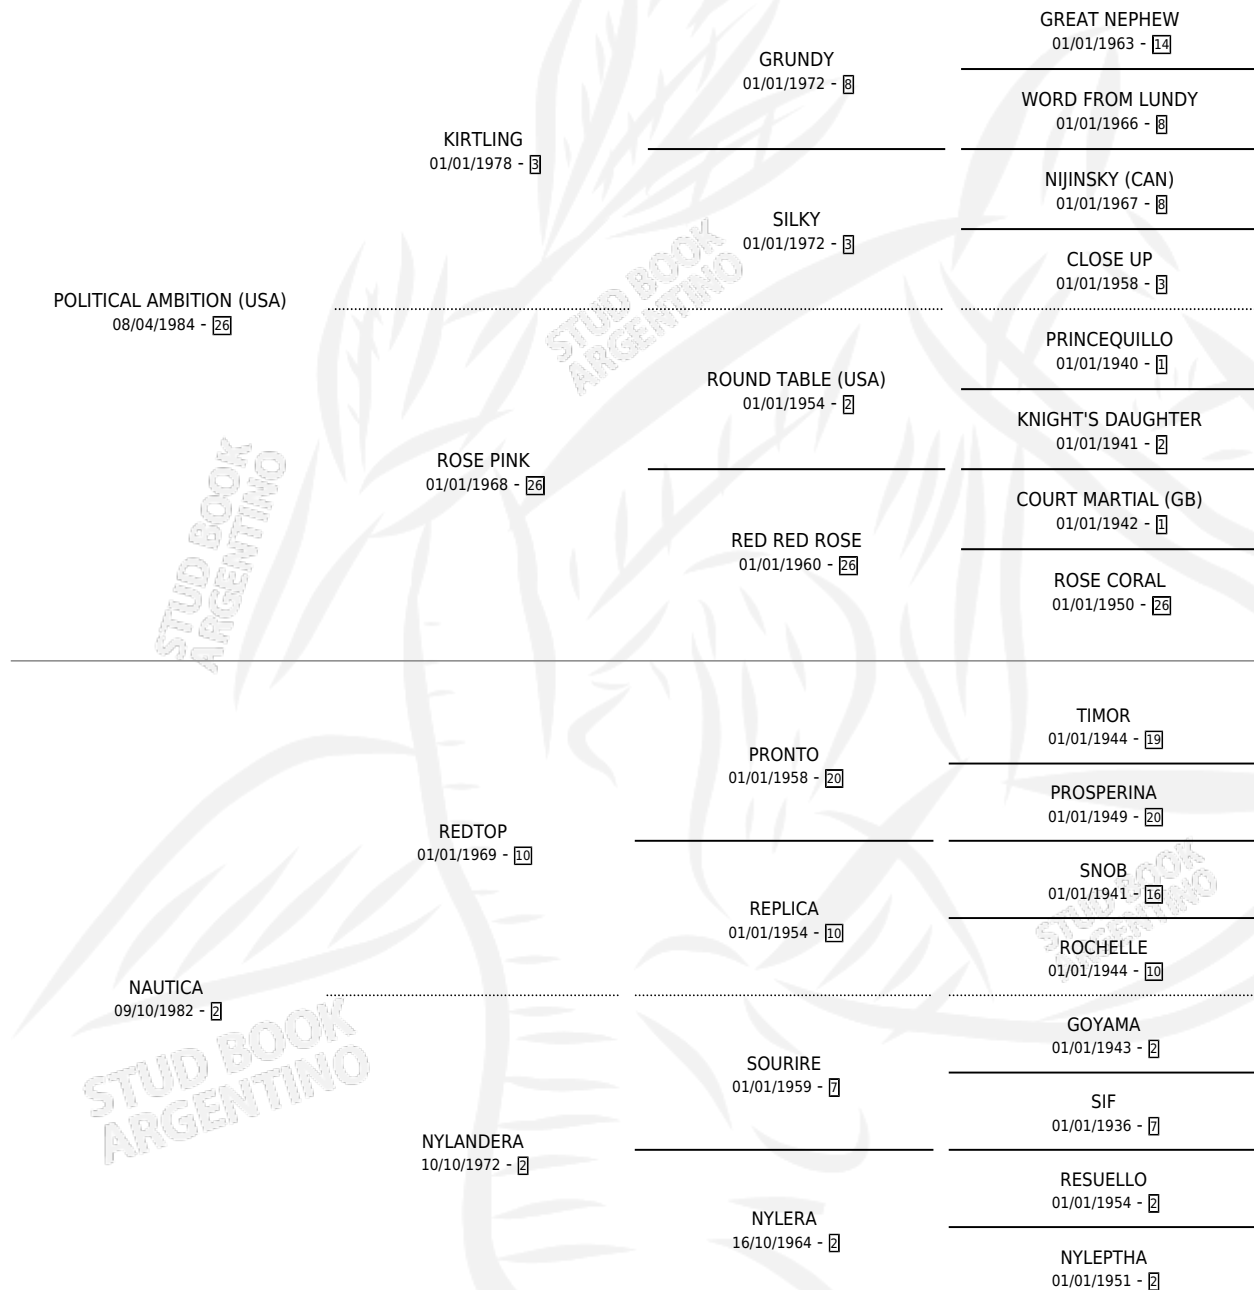 GREAT NEPHEW
01/01/1963 - 14
GRUNDY
01/01/1972 - 8
WORD FROM LUNDY
01/01/1966 - 8
KIRTLING
01/01/1978 - 3
NIJINSKY (CAN)
01/01/1967 - 8
SILKY
01/01/1972 - 3
CLOSE UP
01/01/1958 - 3
POLITICAL AMBITION (USA)
08/04/1984 - 26
PRINCEQUILLO
01/01/1940 - 1
ROUND TABLE (USA)
01/01/1954 - 2
KNIGHT'S DAUGHTER
01/01/1941 - 2
ROSE PINK
01/01/1968 - 26
COURT MARTIAL (GB)
01/01/1942 - 1
RED RED ROSE
01/01/1960 - 26
ROSE CORAL
01/01/1950 - 26
TIMOR
01/01/1944 - 19
PRONTO
01/01/1958 - 20
PROSPERINA
01/01/1949 - 20
REDTOP
01/01/1969 - 10
SNOB
01/01/1941 - 16
REPLICA
01/01/1954 - 10
ROCHELLE
01/01/1944 - 10
NAUTICA
09/10/1982 - 2
GOYAMA
01/01/1943 - 2
SOURIRE
01/01/1959 - 7
SIF
01/01/1936 - 7
NYLANDERA
10/10/1972 - 2
RESUELLO
01/01/1954 - 2
NYLERA
16/10/1964 - 2
NYLEPTHA
01/01/1951 - 2
STUD BOOK
ARGENTINO
STUD BOOK
ARGENTINO
STUD BOOK
ARGENTINO
STUD BOOK
ARGENTINO